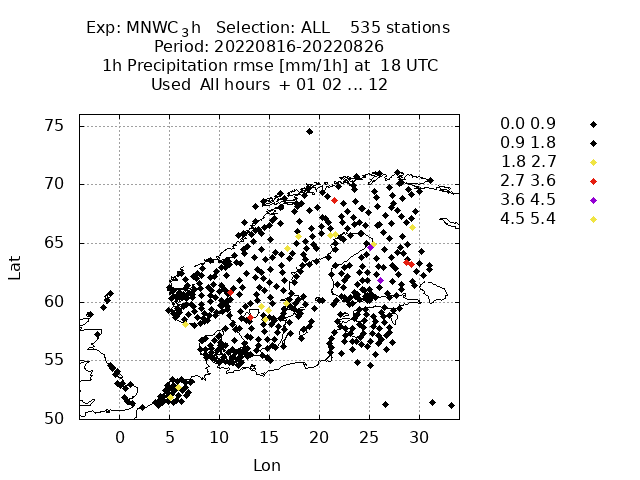 Exp: MNWC_3h   Selection: ALL    535 stations
Period: 20220816-20220826
1h Precipitation rmse [mm/1h] at  18 UTC
Used  All hours  + 01 02 ... 12
0.0 0.9
0.9 1.8
1.8 2.7
2.7 3.6
3.6 4.5
4.5 5.4
75
70
65
60
55
50
Lat
0 5 10 15 20 25 30
Lon